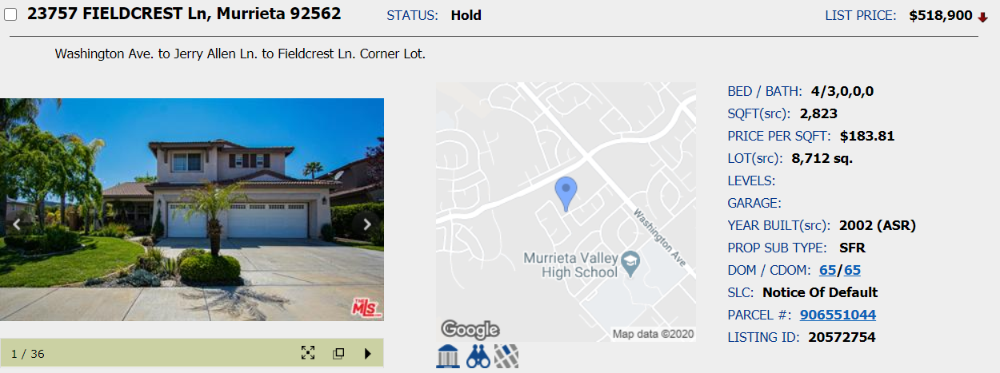 23757 FIELDCREST Ln, Murrieta 92562 STATUS: Hold LIST PRICE: $518,900
Washington Ave. to Jerry Allen Ln. to Fieldcrest Ln. Corner Lot.
THE
MLS
1 / 36
Washington Ave
Murrieta Valley
High School
Google
Map data ©2020
BED / BATH: 4/3,0,0,0
SQFT(src): 2,823
PRICE PER SQFT: $183.81
LOT(src): 8,712 sq.
LEVELS:
GARAGE:
YEAR BUILT(src): 2002 (ASR)
PROP SUB TYPE: SFR
DOM / CDOM: 65/65
SLC: Notice Of Default
PARCEL #: 906551044
LISTING ID: 20572754